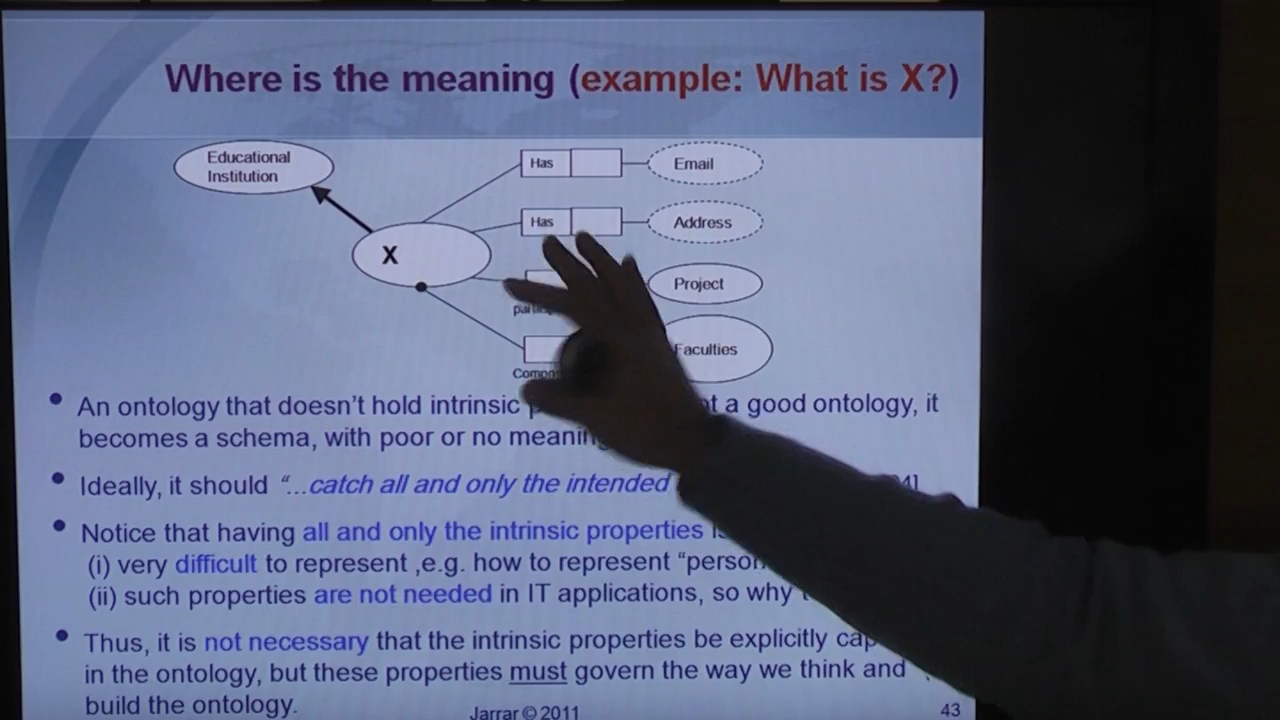 Where is the meaning (example: What is X?)
Educational
Institution
Has
Email
X
Has
Address
Project
Faculties
An ontology that doesn't hold intrinsic a good ontology, it
becomes a schema, with poor or no
Ideally, it should “...catch all and only the intended
Notice that having all and only the intrinsic properties
(i) very difficult to represent ,e.g. how to represent
(ii) such properties are not needed in IT applications, so why
Thus, it is not necessary that the intrinsic properties be explicitly
in the ontology, but these properties must govern the way we think and
build the ontology.
Jarrar © 2011
43